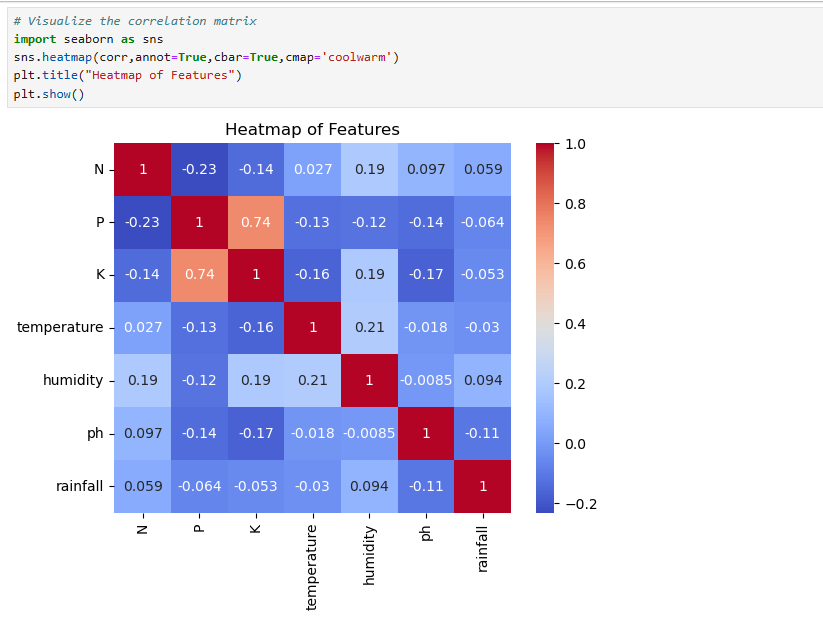 # Visualize the correlation matrix
import seaborn as sns
sns.heatmap(corr,annot=True,cbar=True,cmap='coolwarm')
plt.title("Heatmap of Features")
plt.show()
Heatmap of Features
N 1 -0.23 -0.14 0.027 0.19 0.097 0.059
P -0.23 1 0.74 -0.13 -0.12 -0.14 -0.064
K -0.14 0.74 1 -0.16 0.19 -0.17 -0.053
temperature 0.027 -0.13 -0.16 1 0.21 -0.018 -0.03
humidity 0.19 -0.12 0.19 0.21 1 -0.0085 0.094
ph 0.097 -0.14 -0.17 -0.018 -0.0085 1 -0.11
rainfall 0.059 -0.064 -0.053 -0.03 0.094 -0.11 1
N P K temperature humidity ph rainfall
1.0
0.8
0.6
0.4
0.2
0.0
−0.2